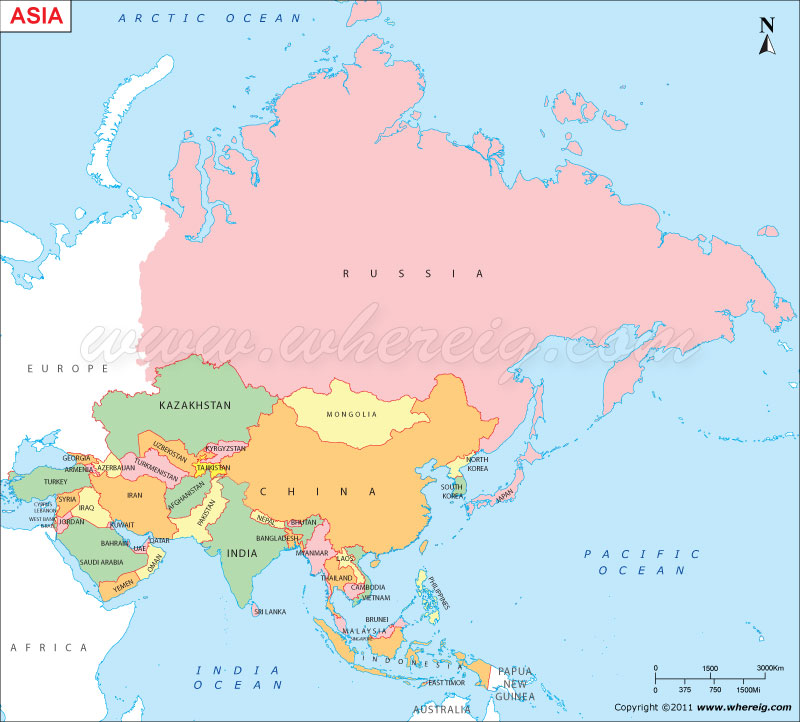 ASIA
ARCTIC OCEAN
N
RUSSIA
www.whereig.com
EUROPE
KAZAKHSTAN
MONGOLIA
UZBEKISTAN
KYRGYZSTAN
GEORGIA
ARMENIA
AZERBAIJAN
TURKMENISTAN
TAJIKISTAN
NORTH
KOREA
TURKEY
SOUTH
KOREA
JAPAN
CHINA
SYRIA
IRAN
AFGHANISTAN
CYPRUS
LEBANON
WEST BANK
ISRAEL
IRAQ
JORDAN
KUWAIT
PAKISTAN
NEPAL
BHUTAN
BAHRAIN
QATAR
UAE
BANGLADESH
INDIA
MYANMAR
LAOS
SAUDI ARABIA
OMAN
YEMEN
THAILAND
CAMBODIA
VIETNAM
PHILIPPINES
PACIFIC
OCEAN
SRI LANKA
BRUNEI
MALAYSIA
AFRICA
INDIA
OCEAN
INDONESIA
EAST TIMOR
PAPUA
NEW
GUINEA
AUSTRALIA
0 1500 3000Km
0 375 750 1500Mi
Copyright ©2011 www.whereig.com